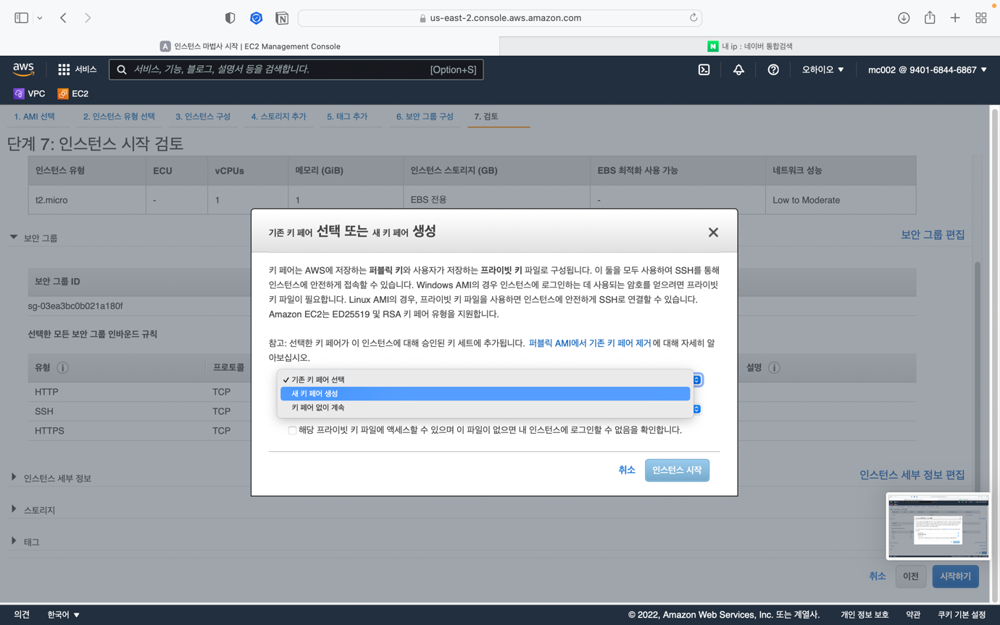 us-east-2.console.aws.amazon.com
A 인스턴스 마법사 시작 | EC2 Management Console
N 내 ip : 네이버 통합검색
aws 서비스 서비스, 기능, 블로그, 설명서 등을 검색합니다. [Option+S] 오하이오 ▼ mc002 @ 9401-6844-6867 ▼
VPC EC2
1. AMI 선택 2. 인스턴스 유형 선택 3. 인스턴스 구성 4. 스토리지 추가 5. 태그 추가 6. 보안 그룹 구성 7. 검토
단계 7: 인스턴스 시작 검토
인스턴스 유형 ECU vCPUs 메모리 (GiB) 인스턴스 스토리지 (GB) EBS 최적화 사용 가능 네트워크 성능
t2.micro - 1 1 EBS 전용 - Low to Moderate
보안 그룹 보안 그룹 편집
보안 그룹 ID
sg-03ea3bc0b021a180f
선택한 모든 보안 그룹 인바운드 규칙
유형 프로토콜 설명
HTTP TCP
SSH TCP
HTTPS TCP
인스턴스 세부 정보 인스턴스 세부 정보 편집
스토리지
태그
기존 키 페어 선택 또는 새 키 페어 생성
키 페어는 AWS에 저장하는 퍼블릭 키와 사용자가 저장하는 프라이빗 키 파일로 구성됩니다. 이 둘을 모두 사용하여 SSH를 통해
인스턴스에 안전하게 접속할 수 있습니다. Windows AMI의 경우 인스턴스에 로그인하는 데 사용되는 암호를 얻으려면 프라이빗
키 파일이 필요합니다. Linux AMI의 경우, 프라이빗 키 파일을 사용하면 인스턴스에 안전하게 SSH로 연결할 수 있습니다.
Amazon EC2는 ED25519 및 RSA 키 페어 유형을 지원합니다.
참고: 선택한 키 페어가 이 인스턴스에 대해 승인된 키 세트에 추가됩니다. 퍼블릭 AMI에서 기존 키 페어 제거 에 대해 자세히 알
아보십시오.
✓ 기존 키 페어 선택
새 키 페어 생성
키 페어 없이 계속
해당 프라이빗 키 파일에 액세스할 수 있으며 이 파일이 없으면 내 인스턴스에 로그인할 수 없음을 확인합니다.
취소 인스턴스 시작
취소 이전 시작하기
의견 한국어 ▼ © 2022, Amazon Web Services, Inc. 또는 계열사. 개인 정보 보호 약관 쿠키 기본 설정